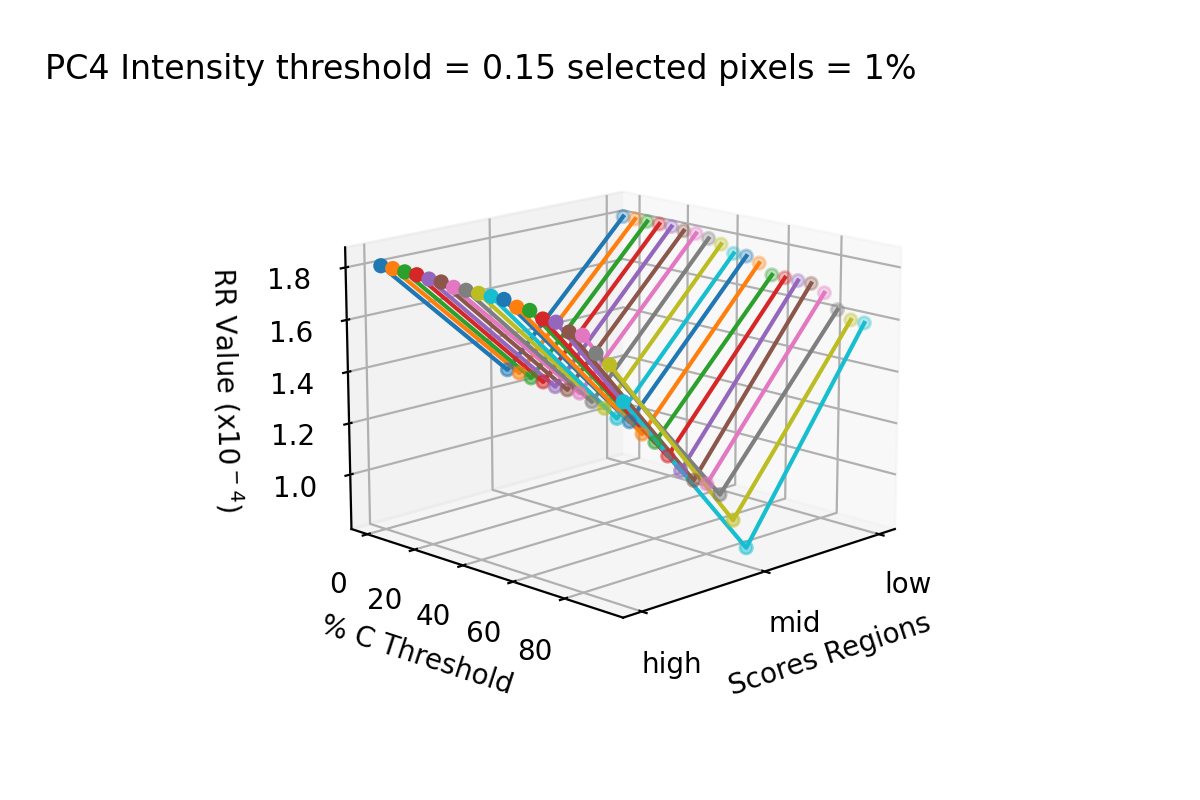 PC4 Intensity threshold = 0.15 selected pixels = 1%
RR Value (x10⁻⁴)
1.8
1.6
1.4
1.2
1.0
0
20
40
60
80
% C Threshold
high
mid
low
Scores Regions